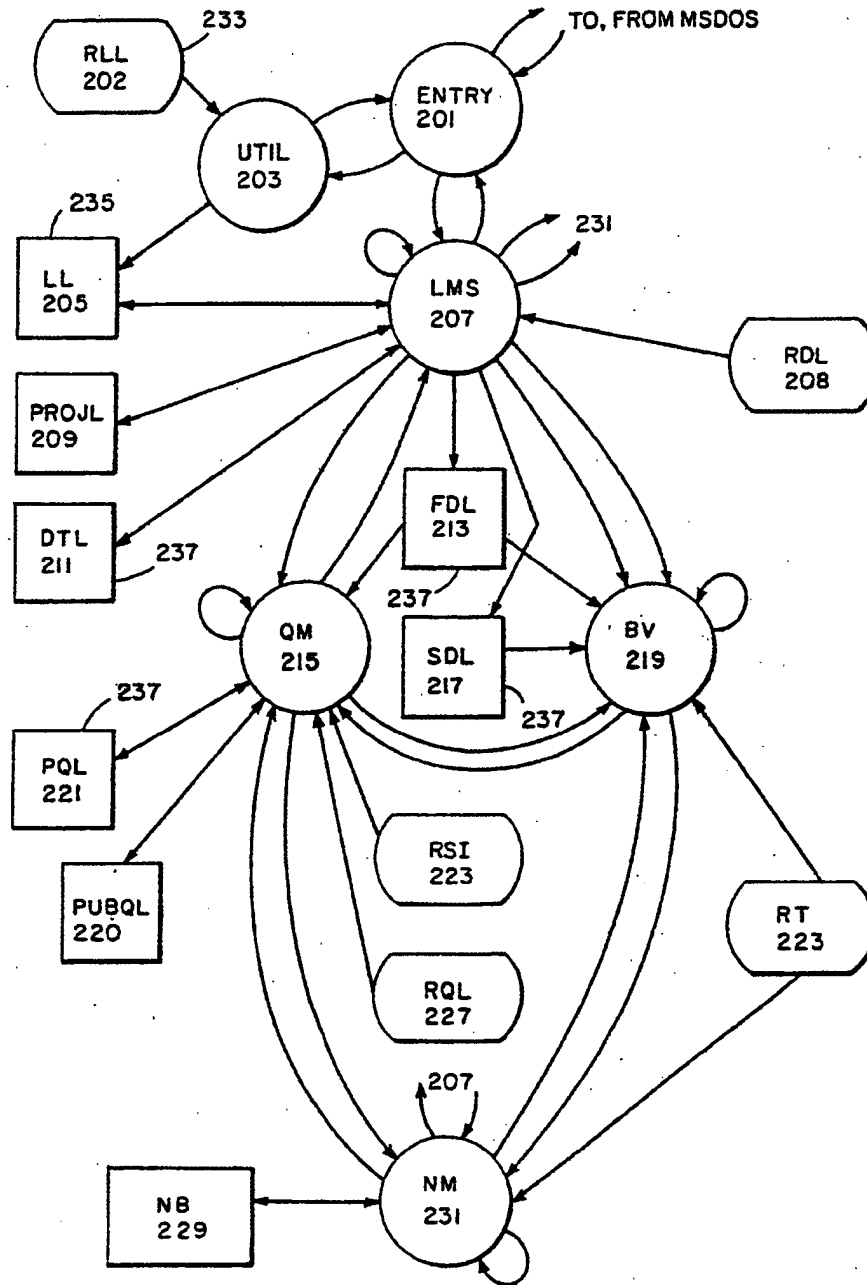 TO, FROM MSDOS
233
RLL
202
ENTRY
201
UTIL
203
235
231
LL
205
LMS
207
RDL
208
PROJL
209
FDL
213
DTL
211
237
237
QM
215
SDL
217
BV
219
237
237
PQL
221
RSI
223
PUBQL
220
RT
223
RQL
227
207
NB
229
NM
231